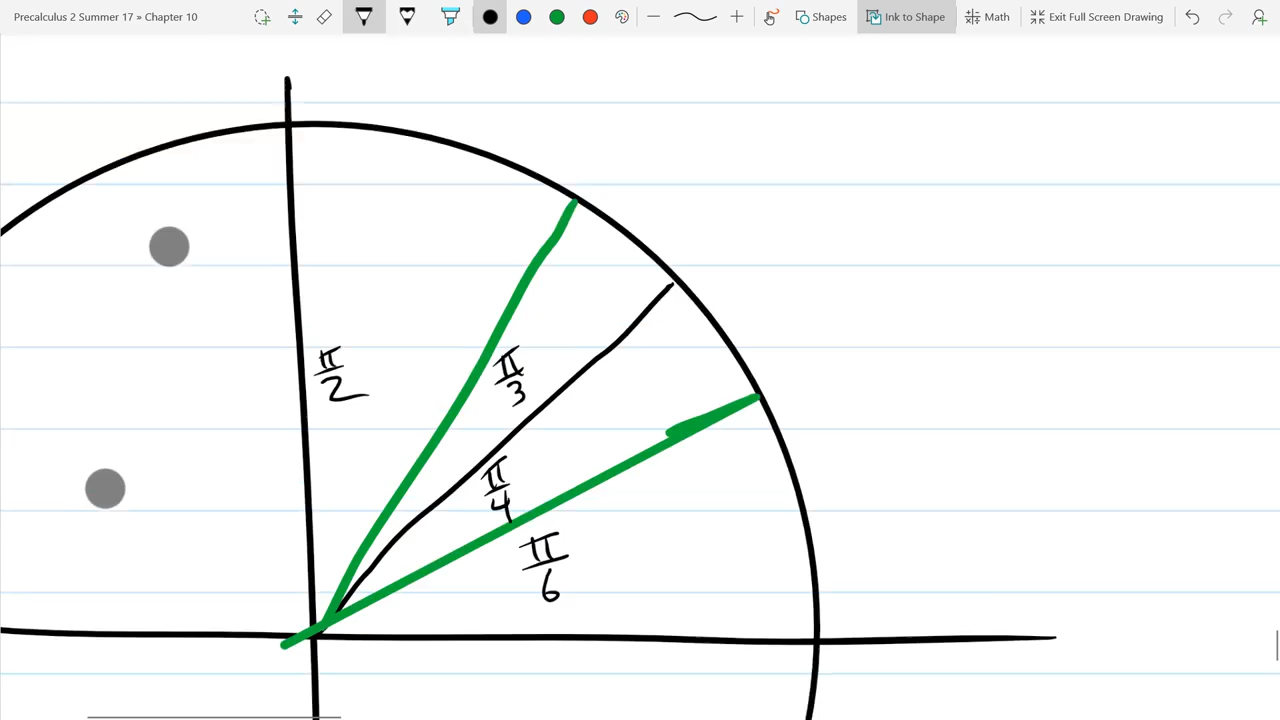 Precalculus 2 Summer 17 » Chapter 10
Shapes
Ink to Shape
Math
Exit Full Screen Drawing
π/2
π/3
π/4
π/6